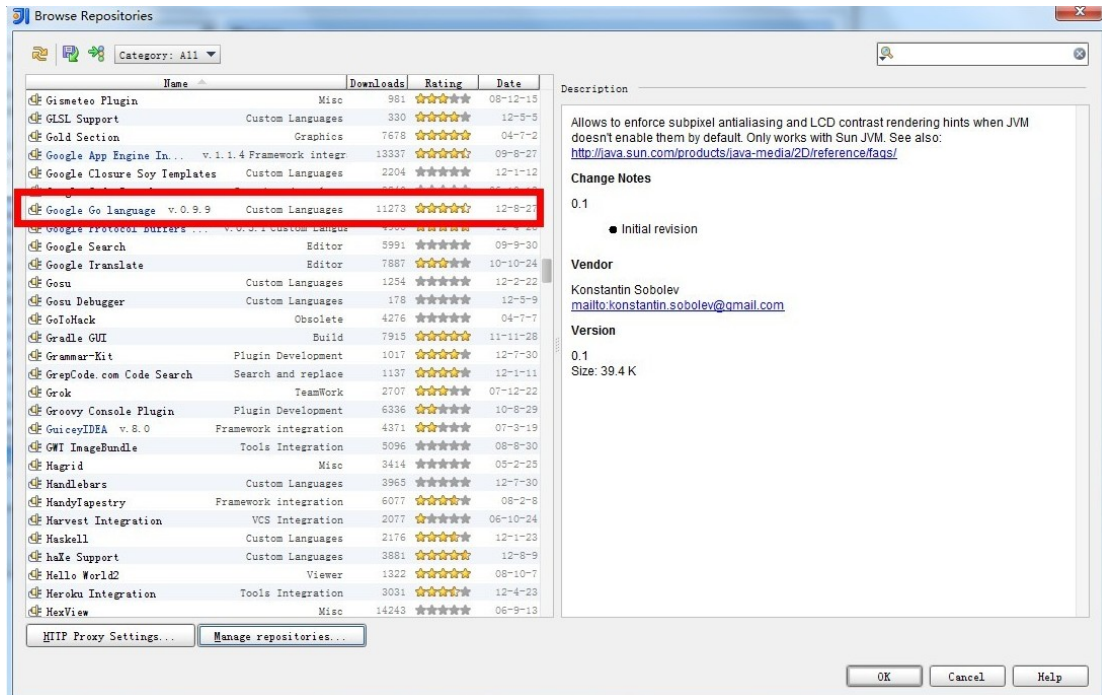 Browse Repositories
Category: All
Name Downloads Rating Date
Gismeteo Plugin Misc 981 08-12-15
GLSL Support Custom Languages 330 12-5-5
Gold Section Graphics 7678 04-7-2
Google App Engine In... v.1.1.4 Framework integr 13337 09-8-27
Google Closure Soy Templates Custom Languages 2204 12-1-12
Google Go language v.0.9.9 Custom Languages 11273 12-8-27
Google Protocol Buffers ... v.0.5.1 Custom Langus
Google Search Editor 5991 09-9-30
Google Translate Editor 7887 10-10-24
Gosu Custom Languages 1254 12-2-22
Gosu Debugger Custom Languages 178 12-5-9
GoToHack Obsolete 4276 04-7-7
Gradle GUI Build 7915 11-11-28
Grammar-Kit Plugin Development 1017 12-7-30
GrepCode.com Code Search Search and replace 1137 12-1-11
Grok TeamWork 2707 07-12-22
Groovy Console Plugin Plugin Development 6336 10-8-29
GuiceyIDEA v.8.0 Framework integration 4371 07-3-19
GWT ImageBundle Tools Integration 5096 08-8-30
Hagrid Misc 3414 05-2-25
Handlebars Custom Languages 3965 12-7-30
HandyTapestry Framework integration 6077 08-2-8
Harvest Integration VCS Integration 2077 06-10-24
Haskell Custom Languages 2176 12-1-23
haXe Support Custom Languages 3881 12-8-9
Hello World2 Viewer 1322 08-10-7
Heroku Integration Tools Integration 3031 12-4-23
HexView Misc 14243 06-9-13
HTTP Proxy Settings... Manage repositories...
Description
Allows to enforce subpixel antialiasing and LCD contrast rendering hints when JVM
doesn't enable them by default. Only works with Sun JVM. See also:
http://java.sun.com/products/java-media/2D/reference/faqs/
Change Notes
0.1
● Initial revision
Vendor
Konstantin Sobolev
mailto:konstantin.sobolev@gmail.com
Version
0.1
Size: 39.4 K
OK Cancel Help